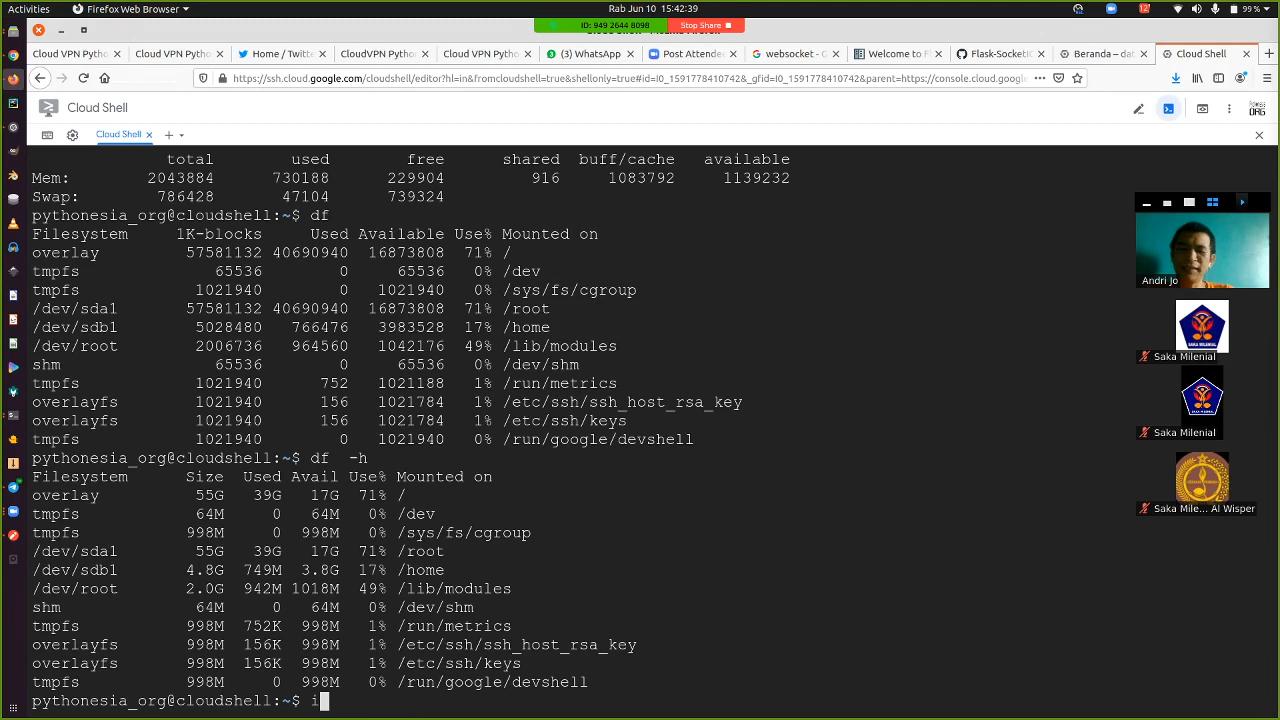 Activities Firefox Web Browser Rab Jun 10 15:42:39 12 99 %
ID: 949 2644 8098 Stop Share
Cloud VPN Pytho Cloud VPN Pytho Home / Twitte CloudVPN Pytho Cloud VPN Pytho (3) WhatsApp Post Attende websocket - G Welcome to Fl Flask-SocketIO Beranda – dat Cloud Shell
https://ssh.cloud.google.com/cloudshell/editor?hl=in&fromcloudshell=true&shellonly=true#id=I0_1591778410742&_gfid=I0_1591778410742&parent=https://console.cloud.goog
Cloud Shell
Cloud Shell
total used free shared buff/cache available
Mem: 2043884 730188 229904 916 1083792 1139232
Swap: 786428 47104 739324
pythonesia_org@cloudshell:~$ df
Filesystem 1K-blocks Used Available Use% Mounted on
overlay 57581132 40690940 16873808 71% /
tmpfs 65536 0 65536 0% /dev
tmpfs 1021940 0 1021940 0% /sys/fs/cgroup
/dev/sda1 57581132 40690940 16873808 71% /root
/dev/sdb1 5028480 766476 3983528 17% /home
/dev/root 2006736 964560 1042176 49% /lib/modules
shm 65536 0 65536 0% /dev/shm
tmpfs 1021940 752 1021188 1% /run/metrics
overlayfs 1021940 156 1021784 1% /etc/ssh/ssh_host_rsa_key
overlayfs 1021940 156 1021784 1% /etc/ssh/keys
tmpfs 1021940 0 1021940 0% /run/google/devshell
pythonesia_org@cloudshell:~$ df -h
Filesystem Size Used Avail Use% Mounted on
overlay 55G 39G 17G 71% /
tmpfs 64M 0 64M 0% /dev
tmpfs 998M 0 998M 0% /sys/fs/cgroup
/dev/sda1 55G 39G 17G 71% /root
/dev/sdb1 4.8G 749M 3.8G 17% /home
/dev/root 2.0G 942M 1018M 49% /lib/modules
shm 64M 0 64M 0% /dev/shm
tmpfs 998M 752K 998M 1% /run/metrics
overlayfs 998M 156K 998M 1% /etc/ssh/ssh_host_rsa_key
overlayfs 998M 156K 998M 1% /etc/ssh/keys
tmpfs 998M 0 998M 0% /run/google/devshell
pythonesia_org@cloudshell:~$ i
Andri Jo
Saka Milenial
Saka Milenial
Saka Mile... Al Wisper